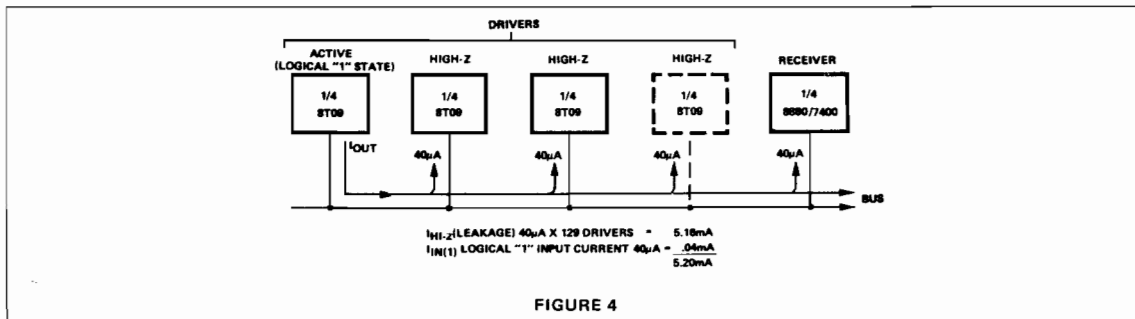 DRIVERS
ACTIVE
(LOGICAL "1" STATE)
HIGH-Z
HIGH-Z
HIGH-Z
RECEIVER
1/4
8T09
1/4
8T09
1/4
8T09
1/4
8T09
1/4
8880/7400
IOUT
40µA
40µA
40µA
40µA
BUS
IHI-Z(LEAKAGE) 40µA X 129 DRIVERS = 5.16mA
IIN(1) LOGICAL "1" INPUT CURRENT 40µA = .04mA
5.20mA
FIGURE 4